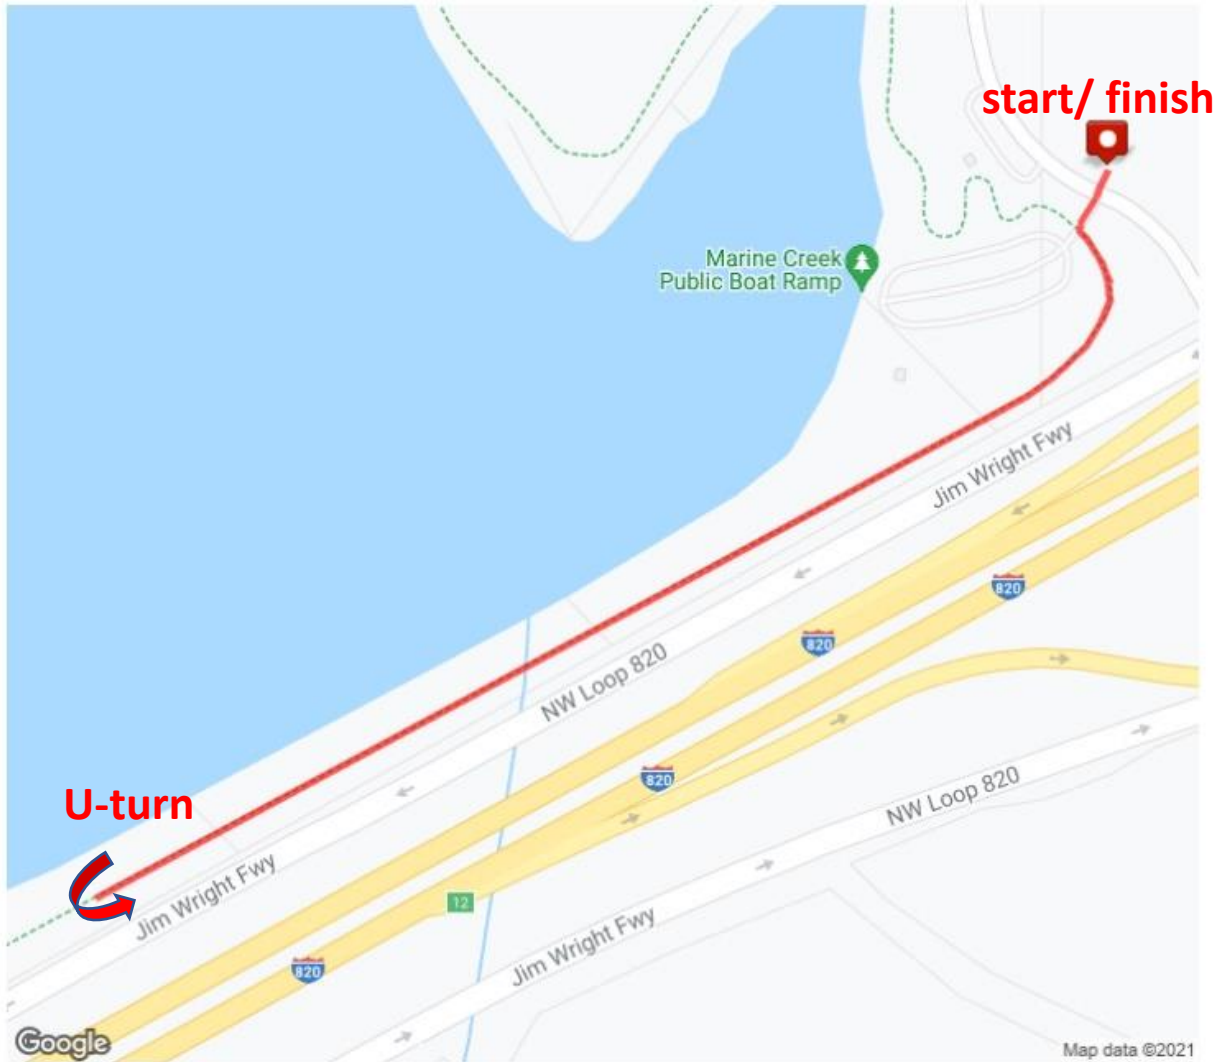 start/ finish
Marine Creek
Public Boat Ramp
Jim Wright Fwy
820
820
NW Loop 820
820
NW Loop 820
U-turn
Jim Wright Fwy
12
Jim Wright Fwy
820
Google
Map data ©2021